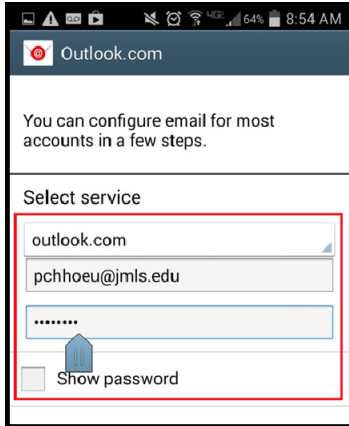 4GE 64% 8:54 AM
Outlook.com
You can configure email for most
accounts in a few steps.
Select service
outlook.com
pchhoeu@jmls.edu
••••••••
Show password